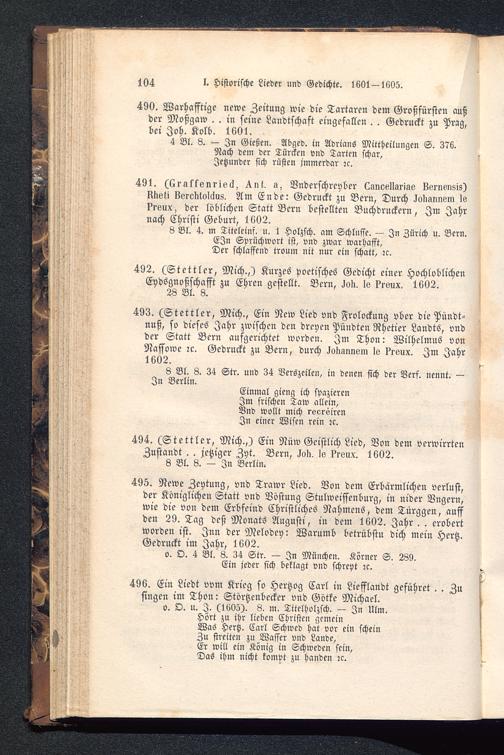 104 I. Historische Lieder und Gedichte. 1601—1605.
490. Warhafftige newe Zeitung wie die Tartaren dem Großfürsten auß
der Moßgaw . . in seine Landtschaft eingefallen . . Gedruckt zu Prag,
bei Joh. Kolb. 1601.
4 Bl. 8. — In Gießen. Abged. in Adrians Mittheilungen S. 376.
Nach dem der Türcken vnd Tarten schar,
Jetzunder sich rüsten immerdar ꝛc.
491. (Graffenried, Ant. a, Vnderschreyber Cancellariae Bernensis)
Rheti Berchtoldus. Am Ende: Gedruckt zu Bern, Durch Johannem le
Preux, der löblichen Statt Bern bestellten Buchdruckern, Im Jahr
nach Christi Geburt, 1602.
8 Bl. 4. m Titeleinf. u. 1 Holzsch. am Schlusse. — In Zürich u. Bern.
EJn Sprüchwort ist, vnd zwar warhafft,
Der schlaffend troum nit nur ein schatt, ꝛc.
492. (Stettler, Mich.,) Kurzes poetisches Gedicht einer Hochloblichen
Eydsgnoßschafft zu Ehren gestellt. Bern, Joh. le Preux. 1602.
28 Bl. 8.
493. (Stettler, Mich., Ein New Lied vnd Frolockung vber die Pündt-
nuß, so dieses Jahr zwischen den dreyen Pündten Rhetier Landts, vnd
der Statt Bern aufgerichtet worden. Im Thon: Wilhelmus von
Nassowe ꝛc. Gedruckt zu Bern, durch Johannem le Preux. Im Jahr
1602.
8 Bl. 8. 34 Str. und 34 Verszeilen, in denen sich der Verf. nennt. —
In Berlin.
Einmal gieng ich spazieren
Im frischen Taw allein,
Vnd wollt mich recreiren
In einer Wisen rein ꝛc.
494. (Stettler, Mich.,) Ein Nüw Geistlich Lied, Von dem verwirrten
Zustandt . . jetziger Zyt. Bern, Joh. le Preux. 1602.
8 Bl. 8. — In Berlin.
495. Newe Zeytung, vnd Trawr Lied. Von dem Erbärmlichen verlust,
der Königlichen Statt vnd Vöstung Stulweissenburg, in nider Vngern,
wie die von dem Erbfeind Christliches Nahmens, dem Türggen, auff
den 29. Tag deß Monats Augusti, in dem 1602. Jahr . . erobert
worden ist. Inn der Melodey: Warumb betrübstu dich mein Hertz.
Gedruckt im Jahr, 1602.
o. O. 4 Bl. 8. 34 Str. — In München. Körner S. 289.
Ein jeder sich beklagt vnd schreyt ꝛc.
496. Ein Liedt vom Krieg so Hertzog Carl in Liefflandt geführet . . Zu
singen im Thon: Störtzenbecker vnd Götke Michael.
o. O. u. J. (1605). 8. m. Titelholzsch. — In Ulm.
Hört zu ihr lieben Christen gemein
Was Hertz. Carl Schwed hat vor ein schein
Zu streiten zu Wasser vnd Lande,
Er will ein König in Schweden sein,
Das ihm nicht kompt zu handen ꝛc.